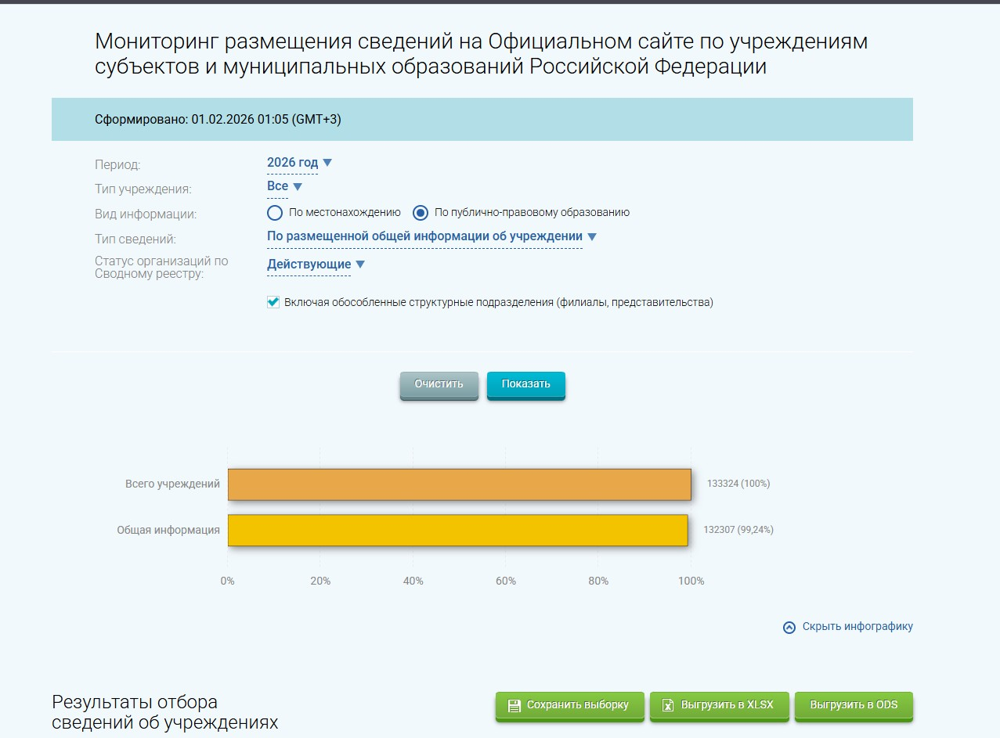 Мониторинг размещения сведений на Официальном сайте по учреждениям
субъектов и муниципальных образований Российской Федерации
Сформировано: 01.02.2026 01:05 (GMT+3)
Период: 2026 год
Тип учреждения: Все
Вид информации: По местонахождению По публично-правовому образованию
Тип сведений: По размещенной общей информации об учреждении
Статус организаций по
Сводному реестру: Действующие
Включая обособленные структурные подразделения (филиалы, представительства)
Очистить Показать
Всего учреждений 133324 (100%)
Общая информация 132307 (99,24%)
0% 20% 40% 60% 80% 100%
Скрыть инфографику
Результаты отбора
сведений об учреждениях
Сохранить выборку Выгрузить в XLSX Выгрузить в ODS